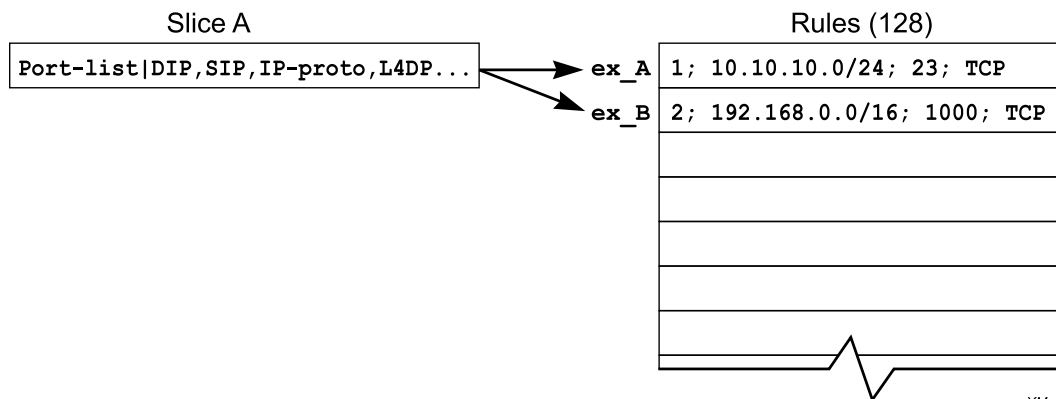 Slice A
Rules (128)
Port-list|DIP,SIP,IP-proto,L4DP...
ex_A
1; 10.10.10.0/24; 23; TCP
ex_B
2; 192.168.0.0/16; 1000; TCP